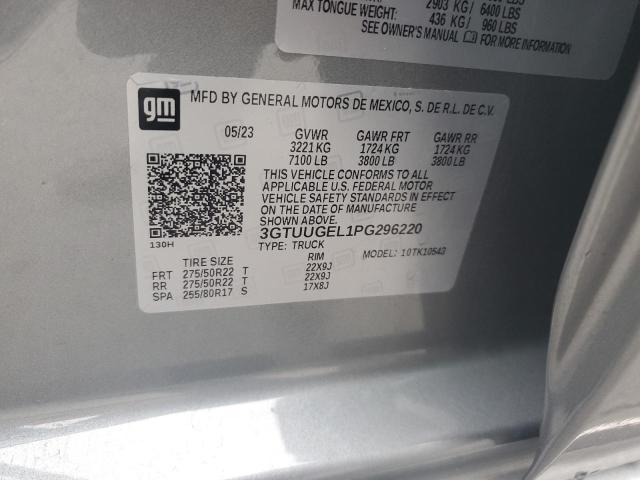 2903 KG/ 6400 LBS
MAX TONGUE WEIGHT: 436 KG/ 960 LBS
SEE OWNER'S MANUAL FOR MORE
gm
MFD BY GENERAL MOTORS DE MEXICO, S. DE R.L. DE C.V.
05/23 GVWR GAWR FRT GAWR RR
3221 KG 1724 KG 1724 KG
7100 LB 3800 LB 3800 LB
THIS VEHICLE CONFORMS TO ALL
APPLICABLE U.S. FEDERAL MOTOR
VEHICLE SAFETY STANDARDS IN EFFECT
ON THE DATE OF MANUFACTURE
SHOWN ABOVE.
3GTUUGEL1PG296220
130H
TYPE: TRUCK MODEL: 10TK10543
TIRE SIZE RIM
FRT 275/50R22 T 22X9J
RR 275/50R22 T 22X9J
SPA 255/80R17 S 17X8J